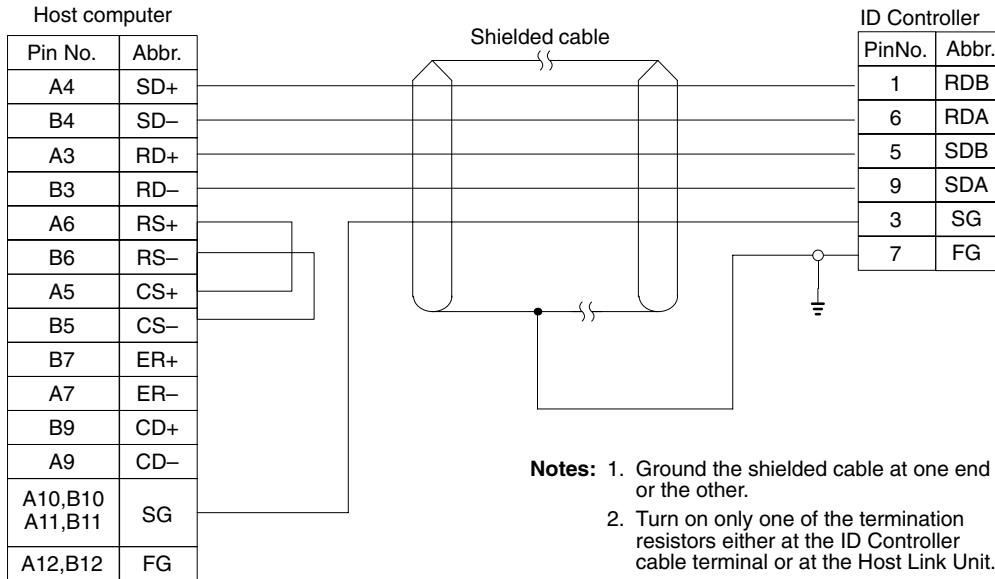 Host computer
Pin No. Abbr.
A4 SD+
B4 SD–
A3 RD+
B3 RD–
A6 RS+
B6 RS–
A5 CS+
B5 CS–
B7 ER+
A7 ER–
B9 CD+
A9 CD–
A10,B10
A11,B11 SG
A12,B12 FG
Shielded cable
ID Controller
PinNo. Abbr.
1 RDB
6 RDA
5 SDB
9 SDA
3 SG
7 FG
Notes: 1. Ground the shielded cable at one end
or the other.
2. Turn on only one of the termination
resistors either at the ID Controller
cable terminal or at the Host Link Unit.